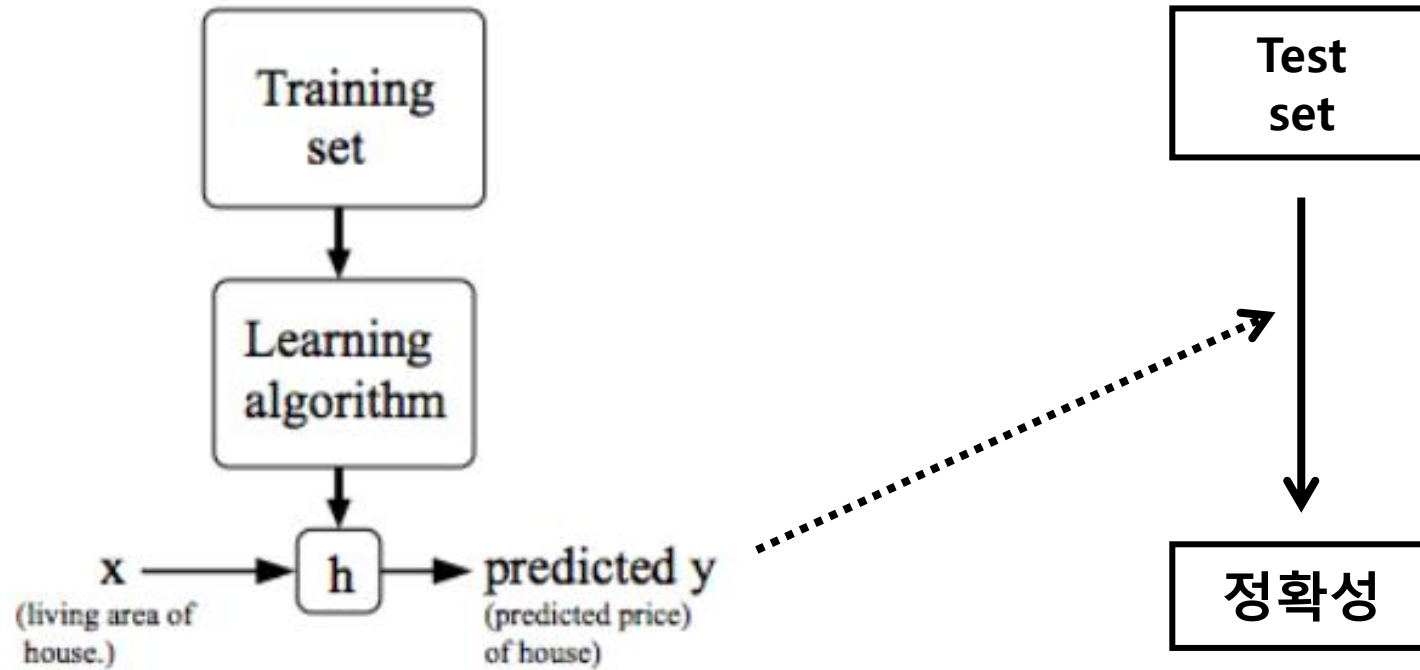 Training
set
Learning
algorithm
x
(living area of
house.)
h
predicted y
(predicted price)
of house)
Test
set
정확성